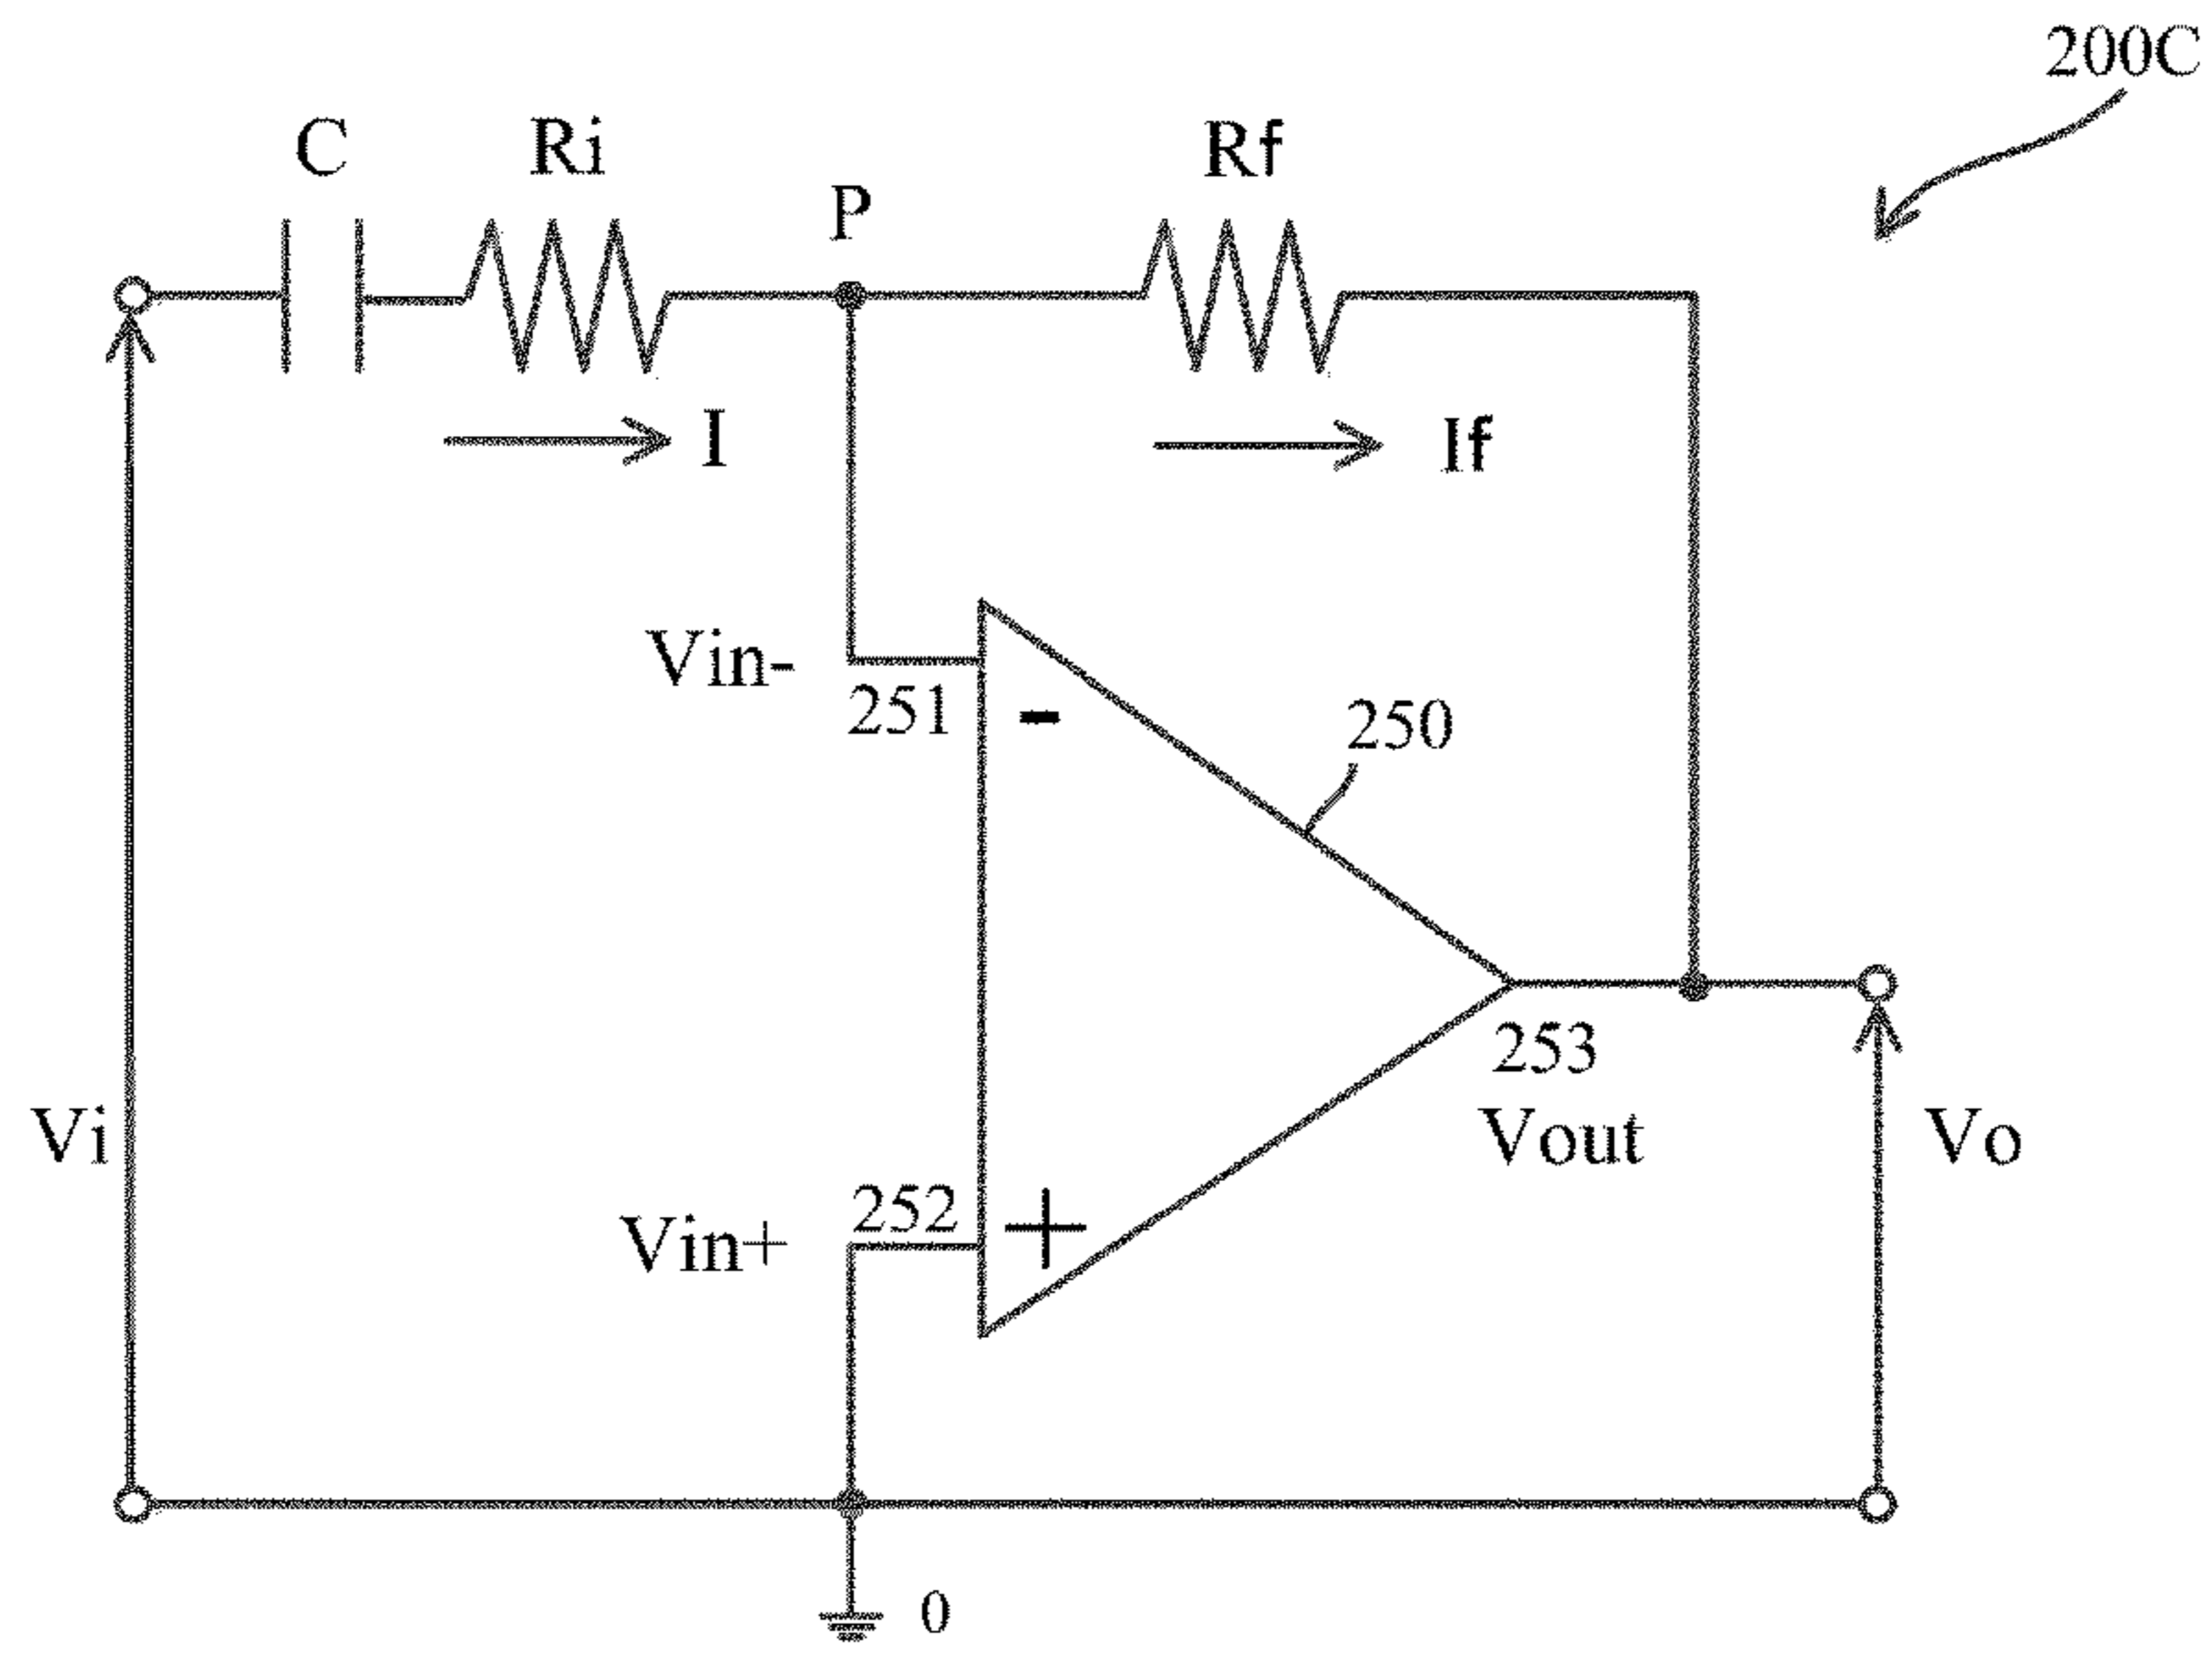 200C
C
Ri
P
Rf
I
If
Vin-
251
-
250
253
Vout
Vi
Vo
252
Vin+
+
0